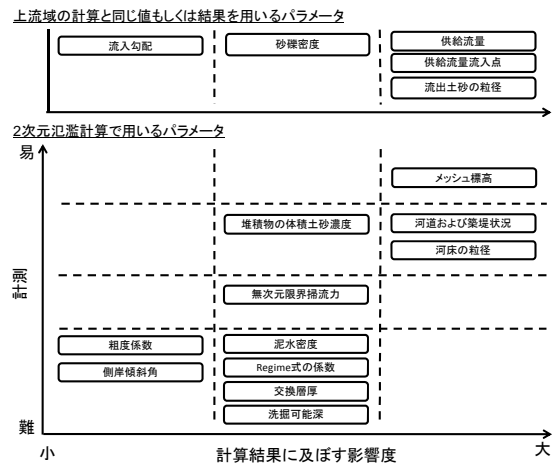 上流域の計算と同じ値もしくは結果を用いるパラメータ
流入勾配
砂礫密度
供給流量
供給流量流入点
流出土砂の粒径
2次元氾濫計算で用いるパラメータ
易
メッシュ標高
堆積物の体積土砂濃度
河道および築堤状況
河床の粒径
計測
無次元限界掃流力
粗度係数
泥水密度
側岸傾斜角
Regime式の係数
交換層厚
洗掘可能深
難
小
計算結果に及ぼす影響度
大